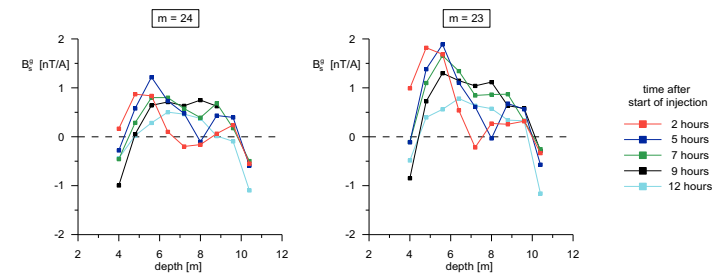 m = 24
m = 23
2
1
0
-1
-2
B_s^g [nT/A]
2
4
6
8
10
12
depth [m]
2
1
0
-1
-2
B_s^g [nT/A]
2
4
6
8
10
12
depth [m]
time after
start of injection
2 hours
5 hours
7 hours
9 hours
12 hours